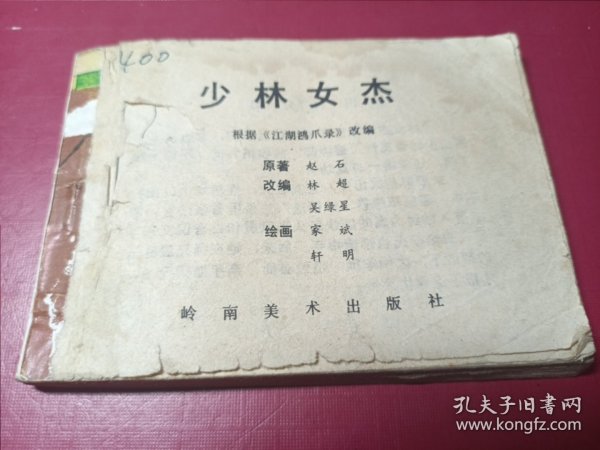 400
少林女杰
根据《江湖鸿爪录》改编
原著 赵石
改编 林超
吴绿星
绘画 家斌
轩明
岭南美术出版社
孔夫子旧书网
www.kongfz.com